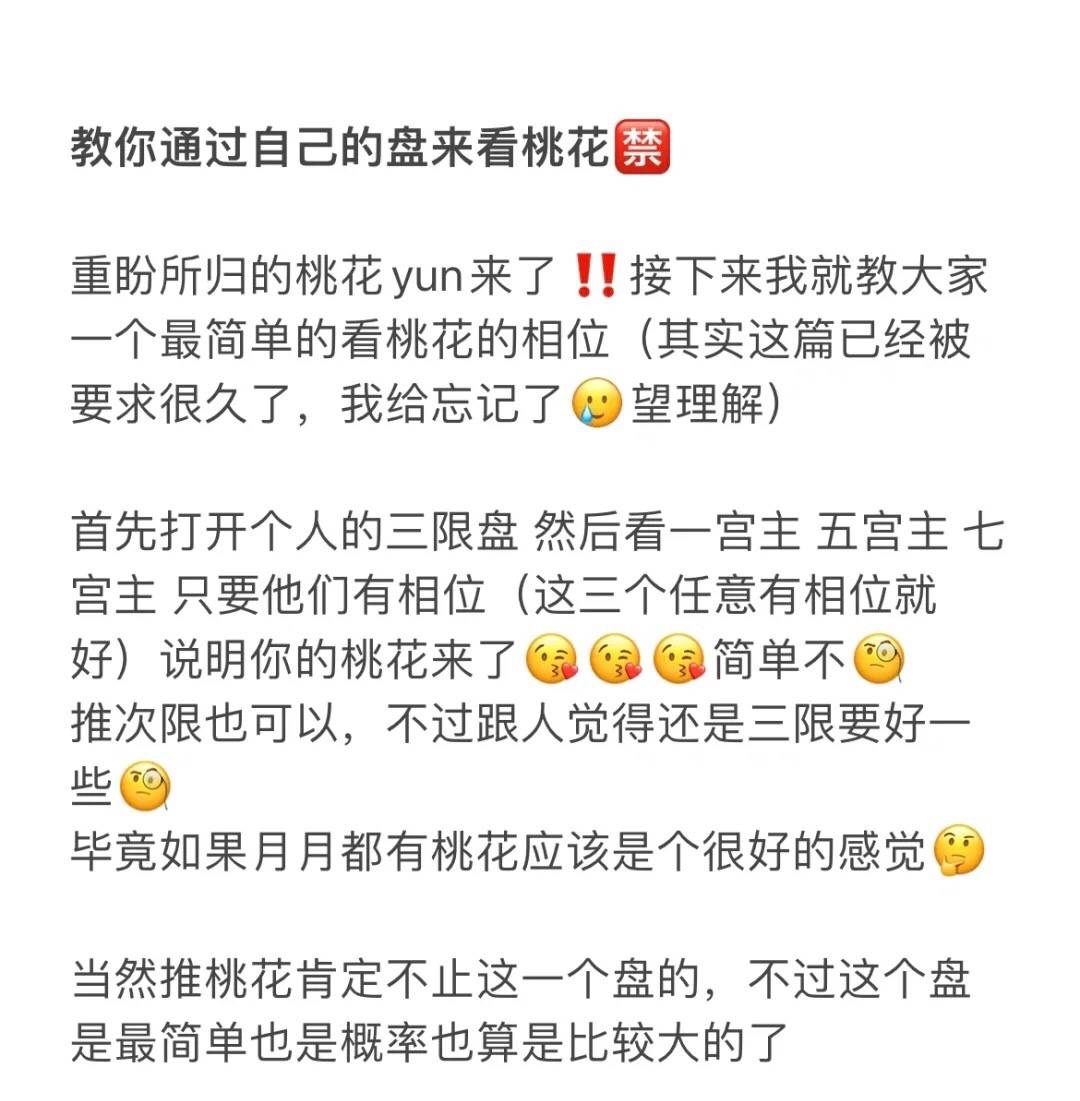 教你通过自己的盘来看桃花🈲
重盼所归的桃花yun来了‼️接下来我就教大家
一个最简单的看桃花的相位（其实这篇已经被
要求很久了，我给忘记了🥲望理解）
首先打开个人的三限盘 然后看一宫主 五宫主 七
宫主 只要他们有相位（这三个任意有相位就
好）说明你的桃花来了😘😘😘简单不🧐
推次限也可以，不过跟人觉得还是三限要好一
些🧐
毕竟如果月月都有桃花应该是个很好的感觉🤔
当然推桃花肯定不止这一个盘的，不过这个盘
是最简单也是概率也算是比较大的了